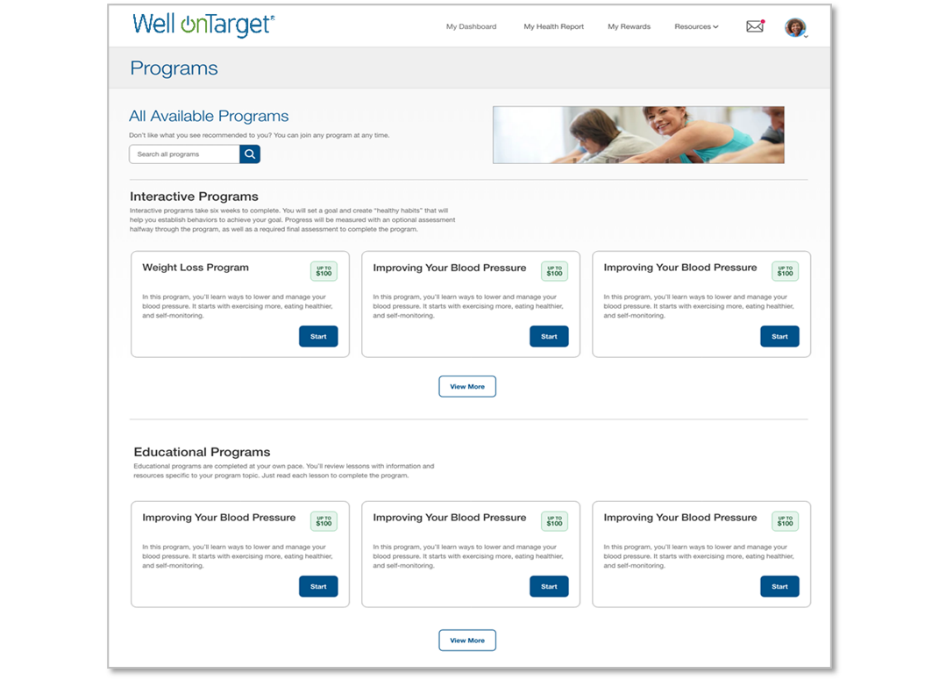 Well onTarget®
My Dashboard
My Health Report
My Rewards
Resources
Programs
All Available Programs
Don't like what you see recommended to you? You can join any program at any time.
Search all programs
Interactive Programs
Interactive programs take six weeks to complete. You will set a goal and create "healthy habits" that will
help you establish behaviors to achieve your goal. Progress will be measured with an optional assessment
halfway through the program, as well as a required final assessment to complete the program.
Weight Loss Program
UP TO
$100
In this program, you'll learn ways to lower and manage your
blood pressure. It starts with exercising more, eating healthier,
and self-monitoring.
Start
Improving Your Blood Pressure
UP TO
$100
In this program, you'll learn ways to lower and manage your
blood pressure. It starts with exercising more, eating healthier,
and self-monitoring.
Start
Improving Your Blood Pressure
UP TO
$100
In this program, you'll learn ways to lower and manage your
blood pressure. It starts with exercising more, eating healthier,
and self-monitoring.
Start
View More
Educational Programs
Educational programs are completed at your own pace. You'll review lessons with information and
resources specific to your program topic. Just read each lesson to complete the program.
Improving Your Blood Pressure
UP TO
$100
In this program, you'll learn ways to lower and manage your
blood pressure. It starts with exercising more, eating healthier,
and self-monitoring.
Start
Improving Your Blood Pressure
UP TO
$100
In this program, you'll learn ways to lower and manage your
blood pressure. It starts with exercising more, eating healthier,
and self-monitoring.
Start
Improving Your Blood Pressure
UP TO
$100
In this program, you'll learn ways to lower and manage your
blood pressure. It starts with exercising more, eating healthier,
and self-monitoring.
Start
View More